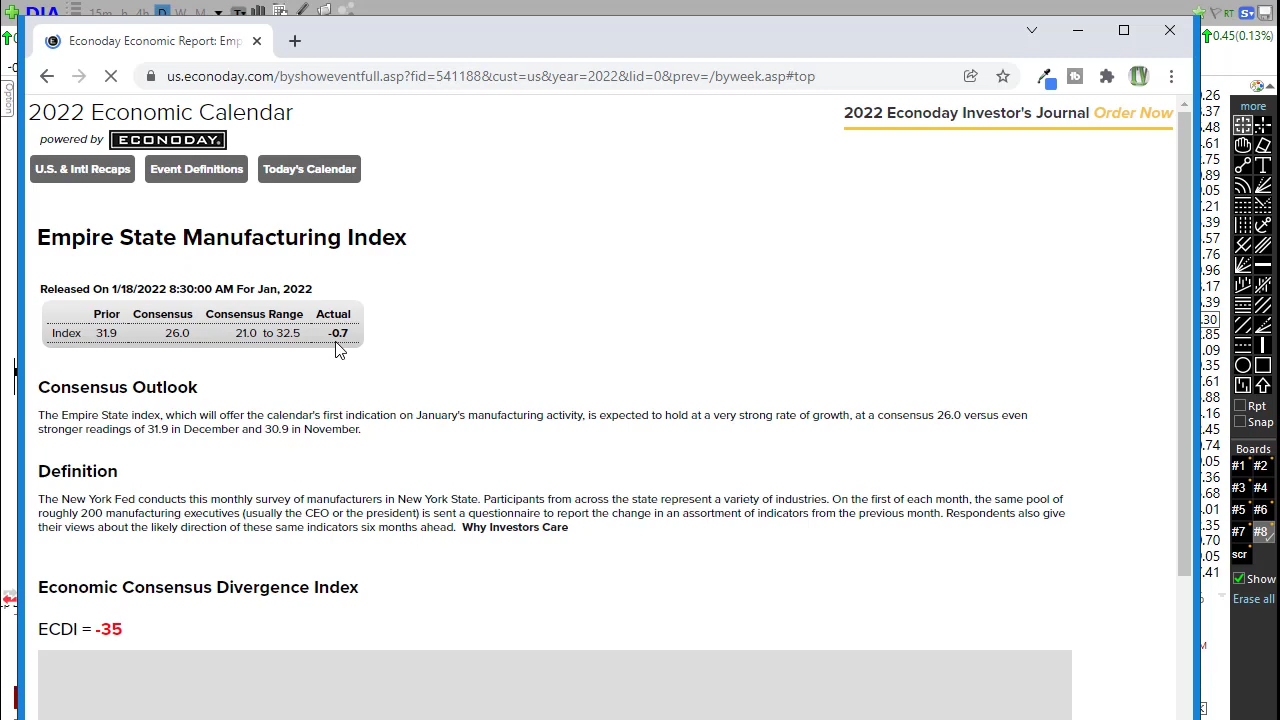 DIA 15m h 4h D W M
RT S
0.45(0.13%)
Econoday Economic Report: Emp
us.econoday.com/byshoweventfull.asp?fid=541188&cust=us&year=2022&lid=0&prev=/byweek.asp#top
Option
2022 Economic Calendar
2022 Econoday Investor's Journal Order Now
powered by ECONODAY.
U.S. & Intl Recaps Event Definitions Today's Calendar
Empire State Manufacturing Index
Released On 1/18/2022 8:30:00 AM For Jan, 2022
Prior Consensus Consensus Range Actual
Index 31.9 26.0 21.0 to 32.5 -0.7
Consensus Outlook
The Empire State index, which will offer the calendar's first indication on January's manufacturing activity, is expected to hold at a very strong rate of growth, at a consensus 26.0 versus even
stronger readings of 31.9 in December and 30.9 in November.
Definition
The New York Fed conducts this monthly survey of manufacturers in New York State. Participants from across the state represent a variety of industries. On the first of each month, the same pool of
roughly 200 manufacturing executives (usually the CEO or the president) is sent a questionnaire to report the change in an assortment of indicators from the previous month. Respondents also give
their views about the likely direction of these same indicators six months ahead. Why Investors Care
Economic Consensus Divergence Index
ECDI = -35
more
Rpt
Snap
Boards
#1 #2
#3 #4
#5 #6
#7 #8
scr
Show
Erase all